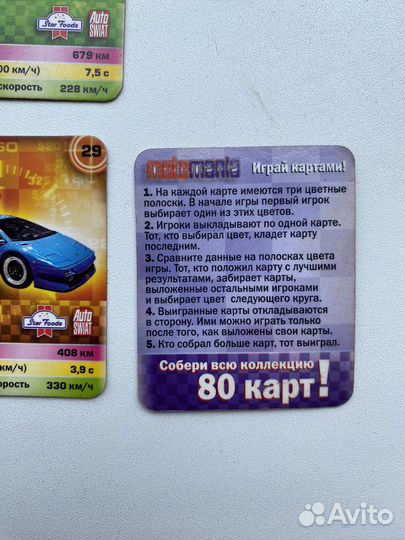 Star Foods
Auto
SWIAT
679 км
00 км/ч)
7,5 с
скорость
228 км/ч
29
Star Foods
Auto
SWIAT
408 км
км/ч)
3,9 с
скорость
330 км/ч
motomania
Играй картами!
1. На каждой карте имеются три цветные
полоски. В начале игры первый игрок
выбирает один из этих цветов.
2. Игроки выкладывают по одной карте.
Тот, кто выбирал цвет, кладет карту
последним.
3. Сравните данные на полосках цвета
игры. Тот, кто положил карту с лучшими
результатами, забирает карты,
выложенные остальными игроками
и выбирает цвет следующего круга.
4. Выигранные карты откладываются
в сторону. Ими можно играть только
после того, как выложены свои карты.
5. Кто собрал больше карт, тот выиграл.
Собери всю коллекцию
80 карт!
Avito